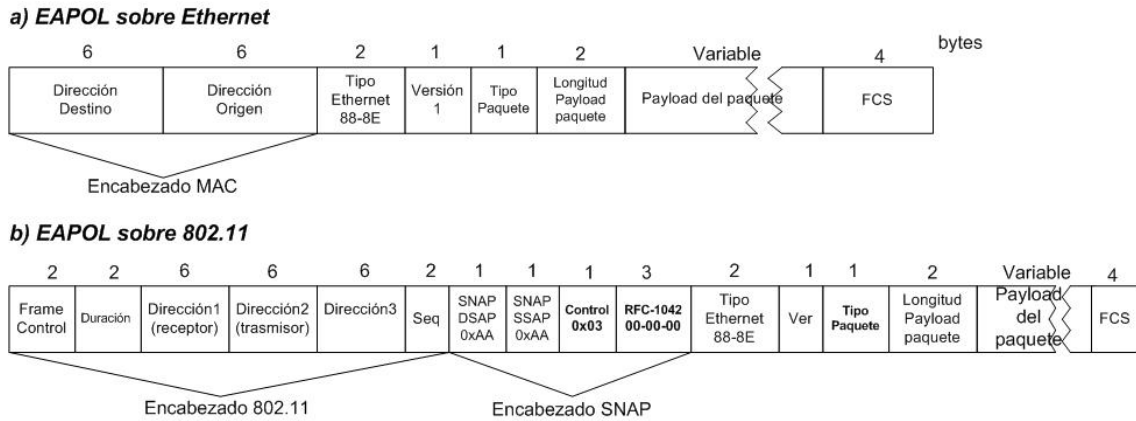 a) EAPOL sobre Ethernet
bytes
6 6 2 1 1 2 Variable 4
Dirección Destino
Dirección Origen
Tipo Ethernet 88-8E
Versión 1
Tipo Paquete
Longitud Payload paquete
Payload del paquete
FCS
Encabezado MAC
b) EAPOL sobre 802.11
2 2 6 6 6 2 1 1 1 3 2 1 1 2 Variable 4
Frame Control
Duración
Dirección1 (receptor)
Dirección2 (trasmisor)
Dirección3
Seq
SNAP DSAP 0xAA
SNAP SSAP 0xAA
Control 0x03
RFC-1042 00-00-00
Tipo Ethernet 88-8E
Ver
Tipo Paquete
Longitud Payload paquete
Payload del paquete
FCS
Encabezado 802.11
Encabezado SNAP